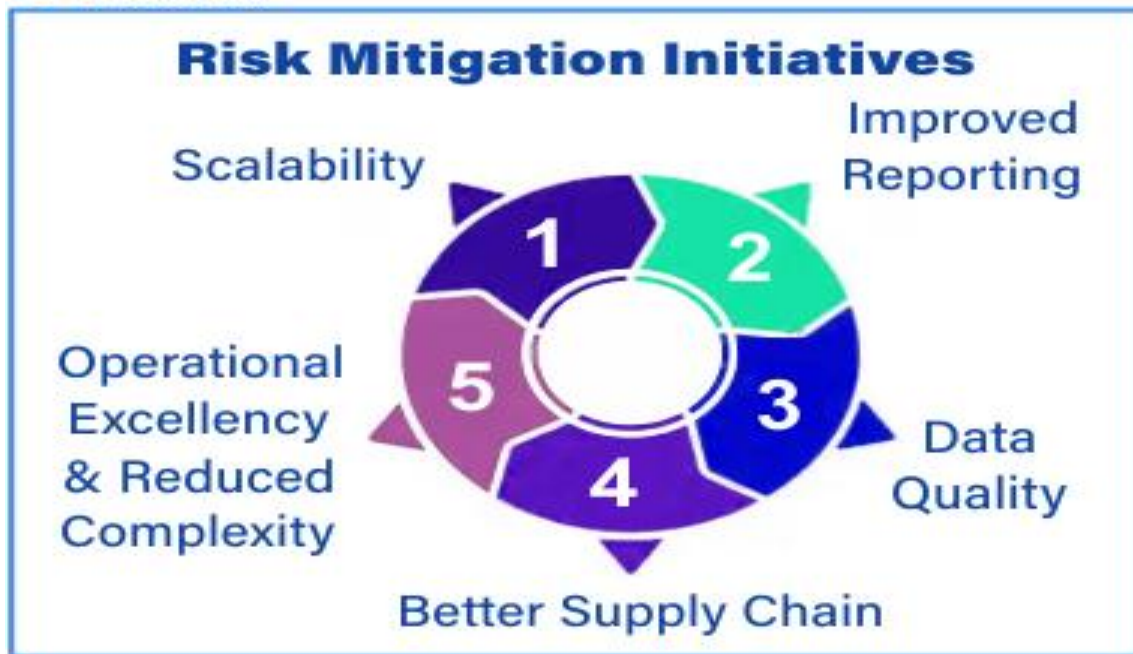 Risk Mitigation Initiatives
Scalability
1
Improved
Reporting
2
3
Data
Quality
4
Better Supply Chain
5
Operational
Excellency
& Reduced
Complexity